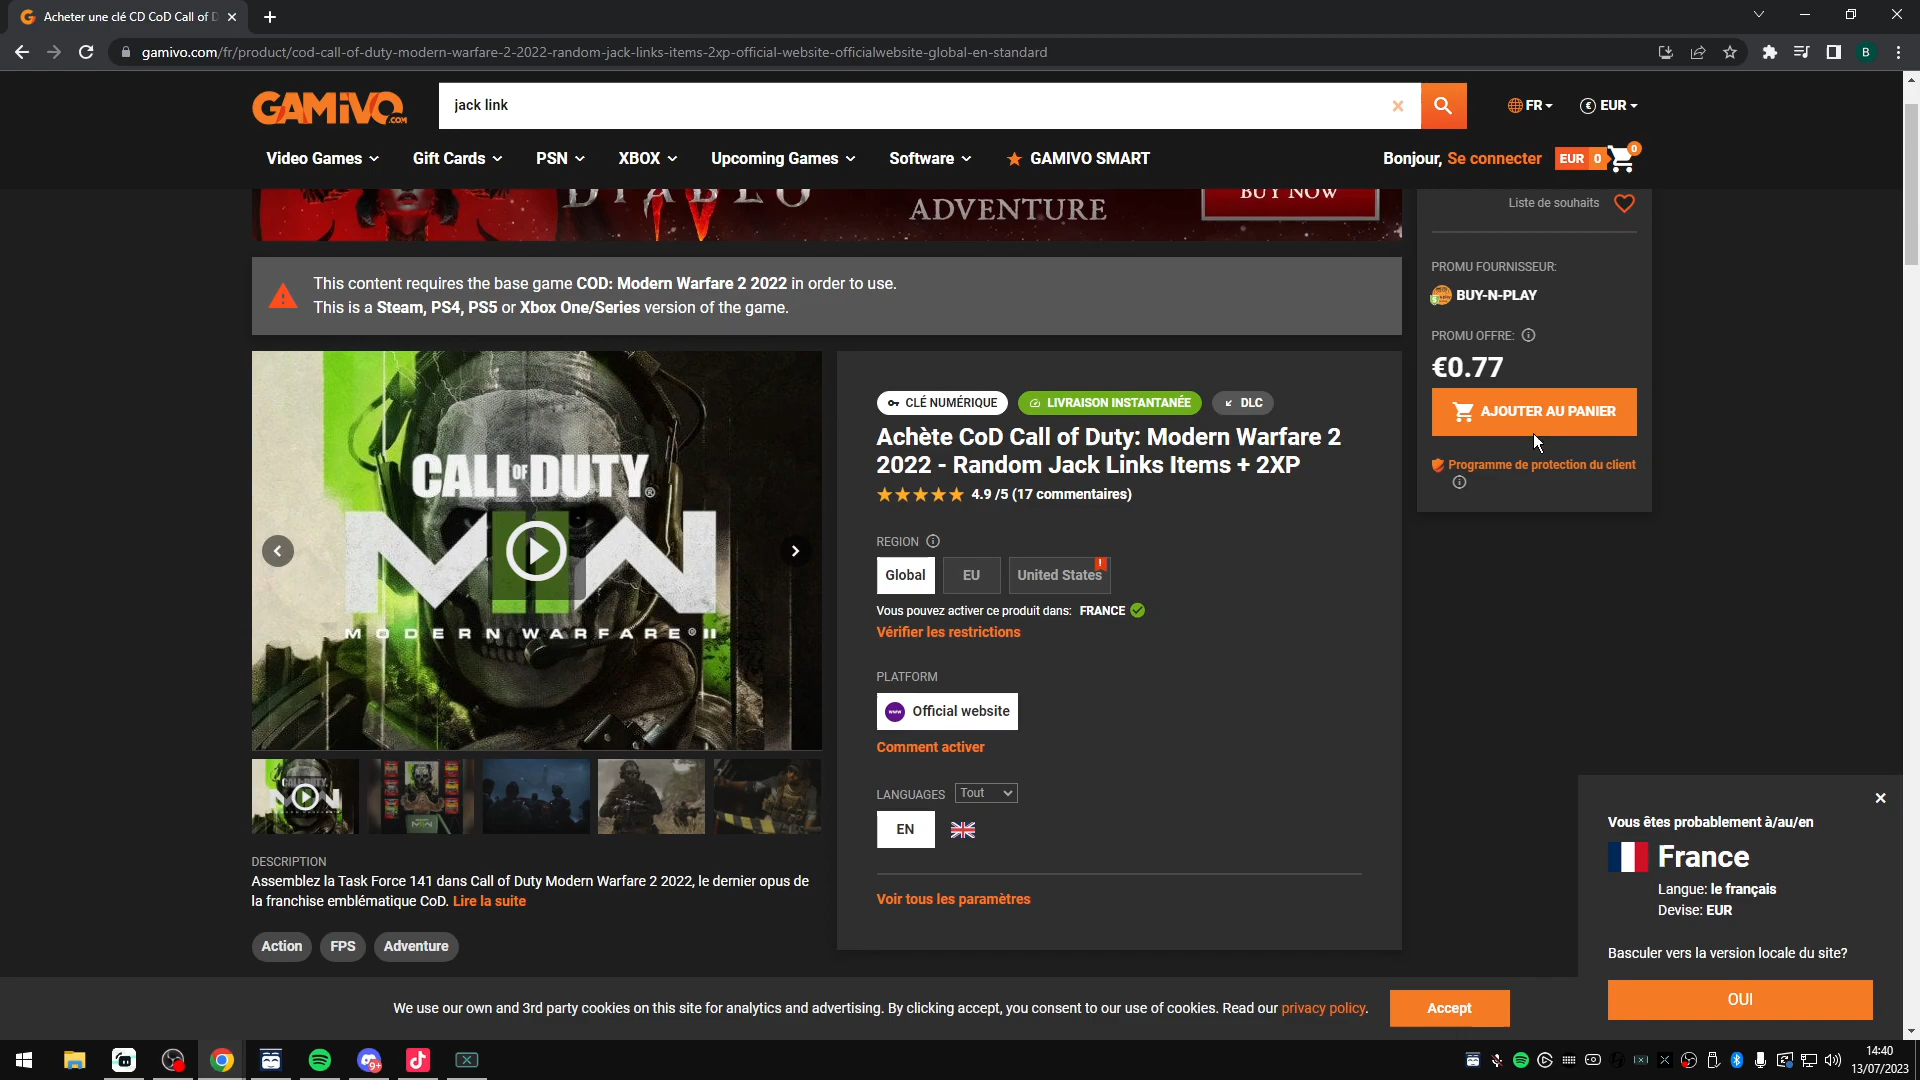 Acheter une clé CD CoD Call of D
gamivo.com/fr/product/cod-call-of-duty-modern-warfare-2-2022-random-jack-links-items-2xp-official-website-officialwebsite-global-en-standard
B
GAMIVO.COM
jack link
FR
EUR
Video Games
Gift Cards
PSN
XBOX
Upcoming Games
Software
GAMIVO SMART
Bonjour, Se connecter
EUR 0
0
DIABLO
IV
ADVENTURE
BUY NOW
Liste de souhaits
This content requires the base game COD: Modern Warfare 2 2022 in order to use.
This is a Steam, PS4, PS5 or Xbox One/Series version of the game.
PROMU FOURNISSEUR:
BUY-N-PLAY
PROMU OFFRE:
€0.77
AJOUTER AU PANIER
Programme de protection du client
CALL OF DUTY®
MWII
MODERN WARFARE® II
CLÉ NUMÉRIQUE
LIVRAISON INSTANTANÉE
DLC
Achète CoD Call of Duty: Modern Warfare 2
2022 - Random Jack Links Items + 2XP
4.9 /5 (17 commentaires)
REGION
Global
EU
United States
!
Vous pouvez activer ce produit dans: FRANCE
Vérifier les restrictions
PLATFORM
www
Official website
Comment activer
LANGUAGES
Tout
EN
Voir tous les paramètres
DESCRIPTION
Assemblez la Task Force 141 dans Call of Duty Modern Warfare 2 2022, le dernier opus de
la franchise emblématique CoD. Lire la suite
Action
FPS
Adventure
Vous êtes probablement à/au/en
France
Langue: le français
Devise: EUR
Basculer vers la version locale du site?
OUI
We use our own and 3rd party cookies on this site for analytics and advertising. By clicking accept, you consent to our use of cookies. Read our privacy policy.
Accept
9+
14:40
13/07/2023